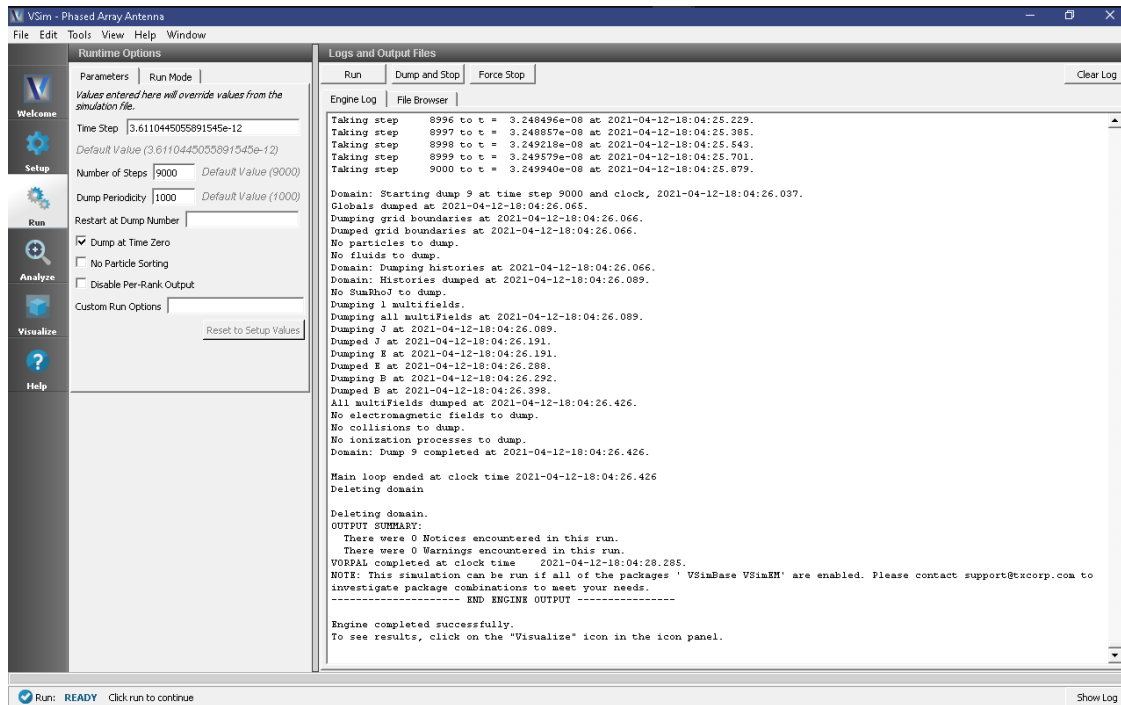 VSim - Phased Array Antenna
File Edit Tools View Help Window
Runtime Options
Logs and Output Files
Welcome
Setup
Run
Analyze
Visualize
Help
Parameters
Run Mode
Values entered here will override values from the
simulation file.
Time Step 3.6110445055891545e-12
Default Value (3.6110445055891545e-12)
Number of Steps 9000 Default Value (9000)
Dump Periodicity 1000 Default Value (1000)
Restart at Dump Number
Dump at Time Zero
No Particle Sorting
Disable Per-Rank Output
Custom Run Options
Reset to Setup Values
Run Dump and Stop Force Stop Clear Log
Engine Log File Browser
Taking step 8996 to t = 3.248496e-08 at 2021-04-12-18:04:25.229.
Taking step 8997 to t = 3.248857e-08 at 2021-04-12-18:04:25.385.
Taking step 8998 to t = 3.249218e-08 at 2021-04-12-18:04:25.543.
Taking step 8999 to t = 3.249579e-08 at 2021-04-12-18:04:25.701.
Taking step 9000 to t = 3.249940e-08 at 2021-04-12-18:04:25.879.
Domain: Starting dump 9 at time step 9000 and clock, 2021-04-12-18:04:26.037.
Globals dumped at 2021-04-12-18:04:26.065.
Dumping grid boundaries at 2021-04-12-18:04:26.066.
Dumped grid boundaries at 2021-04-12-18:04:26.066.
No particles to dump.
No fluids to dump.
Domain: Dumping histories at 2021-04-12-18:04:26.066.
Domain: Histories dumped at 2021-04-12-18:04:26.089.
No SumRhoJ to dump.
Dumping 1 multifields.
Dumping all multiFields at 2021-04-12-18:04:26.089.
Dumping J at 2021-04-12-18:04:26.089.
Dumped J at 2021-04-12-18:04:26.191.
Dumping E at 2021-04-12-18:04:26.191.
Dumped E at 2021-04-12-18:04:26.288.
Dumping B at 2021-04-12-18:04:26.292.
Dumped B at 2021-04-12-18:04:26.398.
All multiFields dumped at 2021-04-12-18:04:26.426.
No electromagnetic fields to dump.
No collisions to dump.
No ionization processes to dump.
Domain: Dump 9 completed at 2021-04-12-18:04:26.426.
Main loop ended at clock time 2021-04-12-18:04:26.426
Deleting domain
Deleting domain.
OUTPUT SUMMARY:
There were 0 Notices encountered in this run.
There were 0 Warnings encountered in this run.
VORPAL completed at clock time 2021-04-12-18:04:28.285.
NOTE: This simulation can be run if all of the packages ' VSimBase VSimEM' are enabled. Please contact support@txcorp.com to
investigate package combinations to meet your needs.
--------------------- END ENGINE OUTPUT ----------------
Engine completed successfully.
To see results, click on the "Visualize" icon in the icon panel.
Run: READY Click run to continue
Show Log